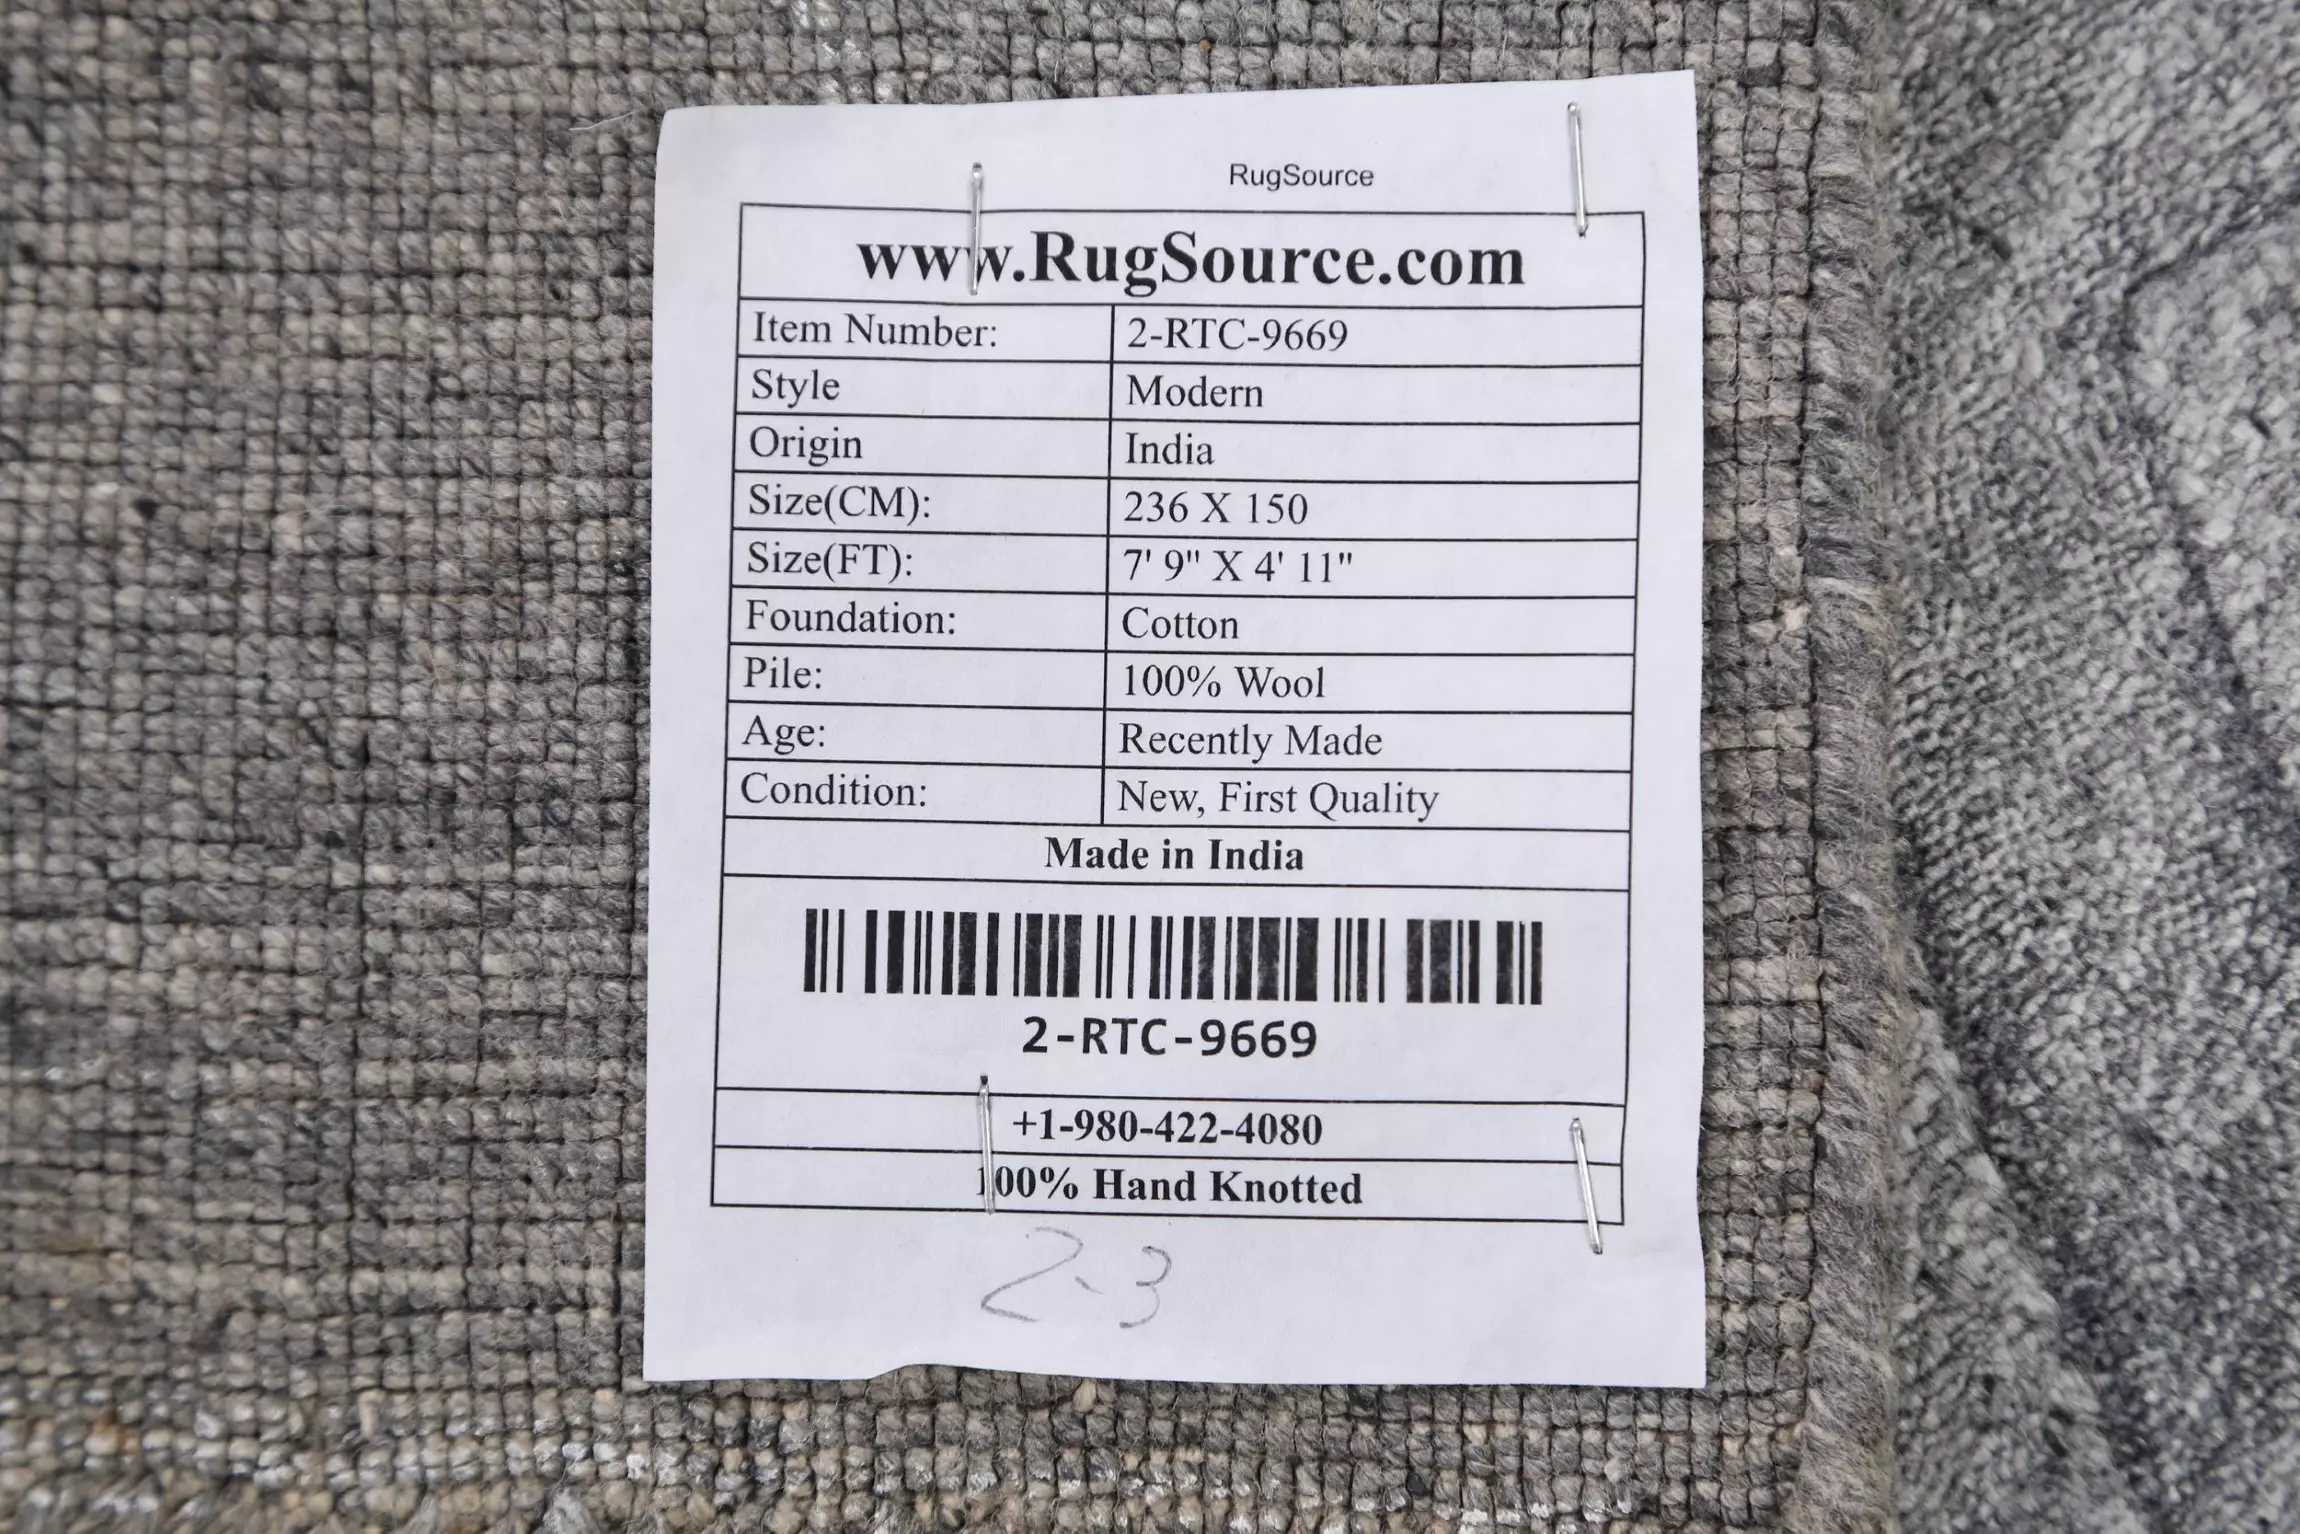 RugSource
www.RugSource.com
Item Number: 2-RTC-9669
Style Modern
Origin India
Size(CM): 236 X 150
Size(FT): 7' 9" X 4' 11"
Foundation: Cotton
Pile: 100% Wool
Age: Recently Made
Condition: New, First Quality
Made in India
2-RTC-9669
+1-980-422-4080
100% Hand Knotted
2-3